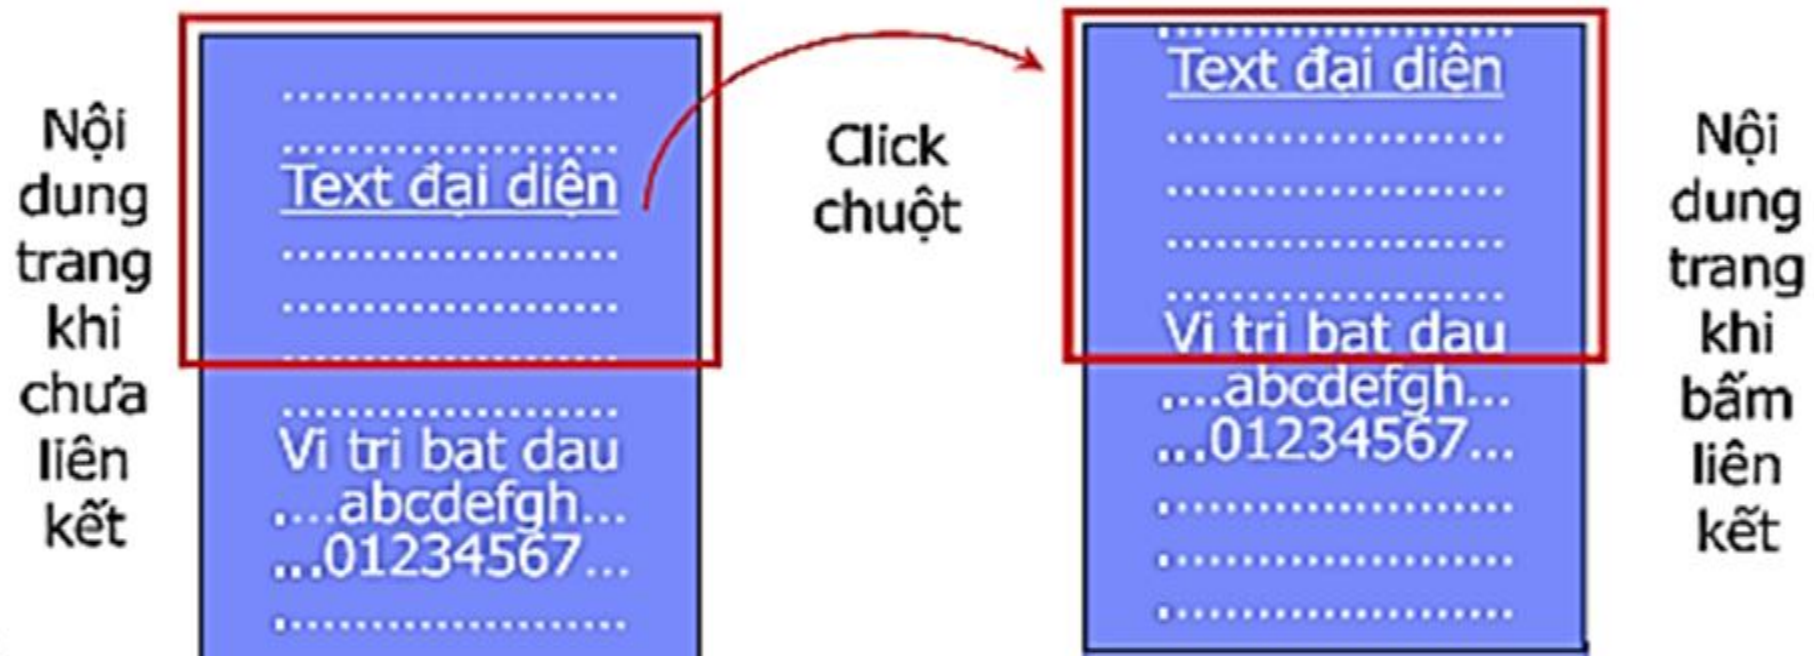 Nội
dung
trang
khi
chưa
liên
kết
....................
....................
Text đại diện
....................
....................
....................
....................
Vi tri bat dau
....abcdefgh...
...01234567...
....................
Click
chuột
....................
Text đại diện
....................
....................
....................
....................
Vi tri bat dau
....abcdefgh...
...01234567...
....................
....................
....................
Nội
dung
trang
khi
bấm
liên
kết